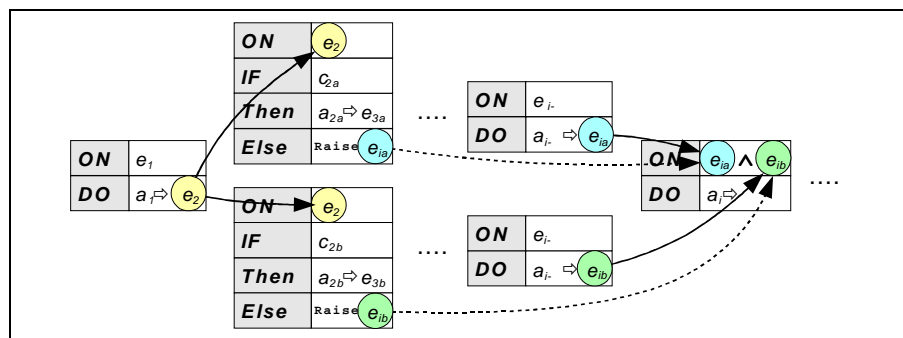 ON e₁
DO a₁⇨ e₂
ON e₂
IF c₂ₐ
Then a₂ₐ⇨ e₃ₐ
Else Raise eᵢₐ
....
ON eᵢ₋
DO aᵢ₋ ⇨ eᵢₐ
ON e₂
IF c₂b
Then a₂b⇨ e₃b
Else Raise eᵢb
....
ON eᵢ₋
DO aᵢ₋ ⇨ eᵢb
ON eᵢₐ ∧ eᵢb
DO aᵢ⇨
....